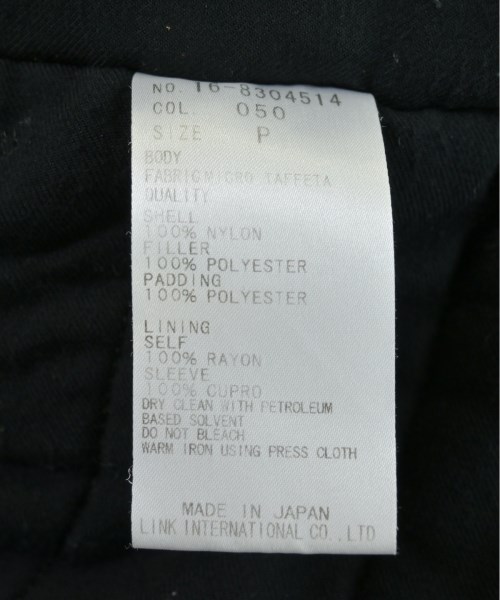 NO. 16-8304514
COL. 050
SIZE P
BODY
FABRICMICRO TAFFETA
QUALITY
SHELL
100% NYLON
FILLER
100% POLYESTER
PADDING
100% POLYESTER
LINING
SELF
100% RAYON
SLEEVE
100% CUPRO
DRY CLEAN WITH PETROLEUM
BASED SOLVENT
DO NOT BLEACH
WARM IRON USING PRESS CLOTH
MADE IN JAPAN
LINK INTERNATIONAL CO.,LTD